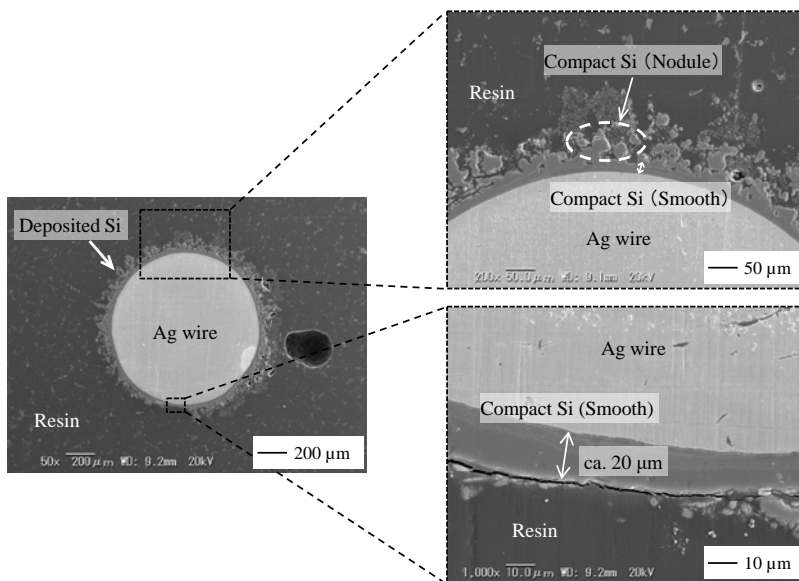 Deposited Si
Ag wire
Resin
50x 200µm WD: 9.2mm 20kV
200 µm
Compact Si (Nodule)
Resin
Compact Si (Smooth)
Ag wire
200x 50.0µm WD: 9.1mm 20kV
50 µm
Ag wire
Compact Si (Smooth)
ca. 20 µm
Resin
1,000x 10.0µm WD: 9.2mm 20kV
10 µm